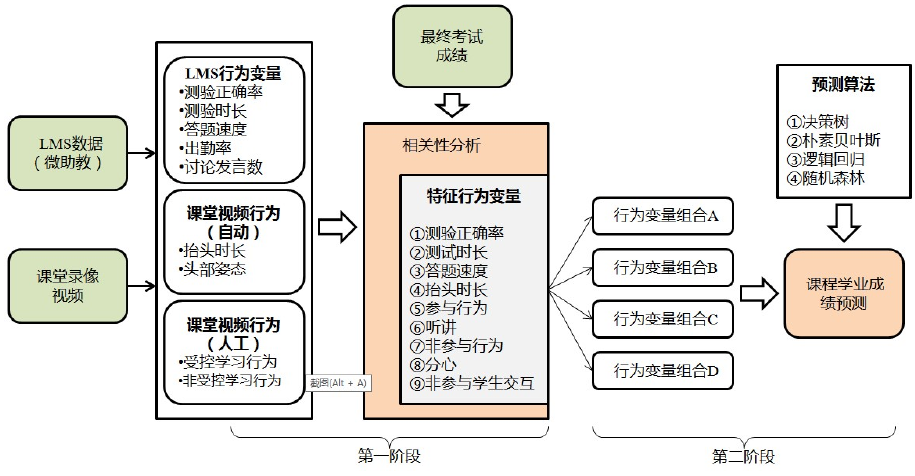 最终考试
成绩
LMS数据
（微助教）
课堂录像
视频
LMS行为变量
•测验正确率
•测验时长
•答题速度
•出勤率
•讨论发言数
课堂视频行为
（自动）
•抬头时长
•头部姿态
课堂视频行为
（人工）
•受控学习行为
•非受控学习行为
截图(Alt + A)
相关性分析
特征行为变量
①测验正确率
②测试时长
③答题速度
④抬头时长
⑤参与行为
⑥听讲
⑦非参与行为
⑧分心
⑨非参与学生交互
行为变量组合A
行为变量组合B
行为变量组合C
行为变量组合D
预测算法
①决策树
②朴素贝叶斯
③逻辑回归
④随机森林
课程学业成
绩预测
第一阶段
第二阶段